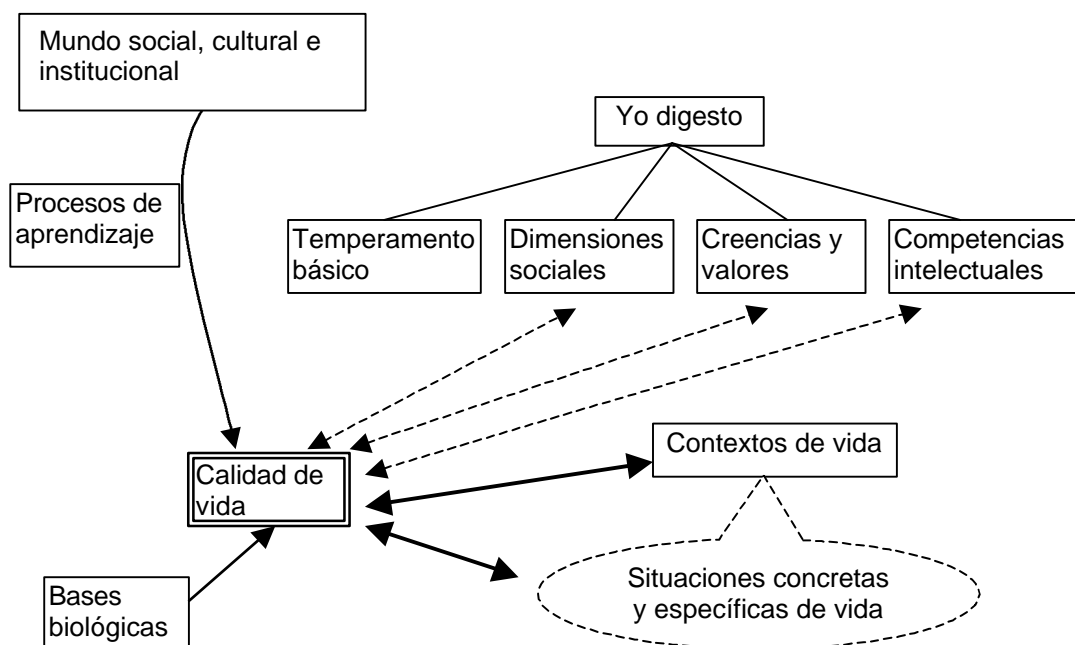 Mundo social, cultural e
institucional
Yo digesto
Procesos de
aprendizaje
Temperamento
básico
Dimensiones
sociales
Creencias y
valores
Competencias
intelectuales
Calidad de
vida
Contextos de vida
Situaciones concretas
y específicas de vida
Bases
biológicas